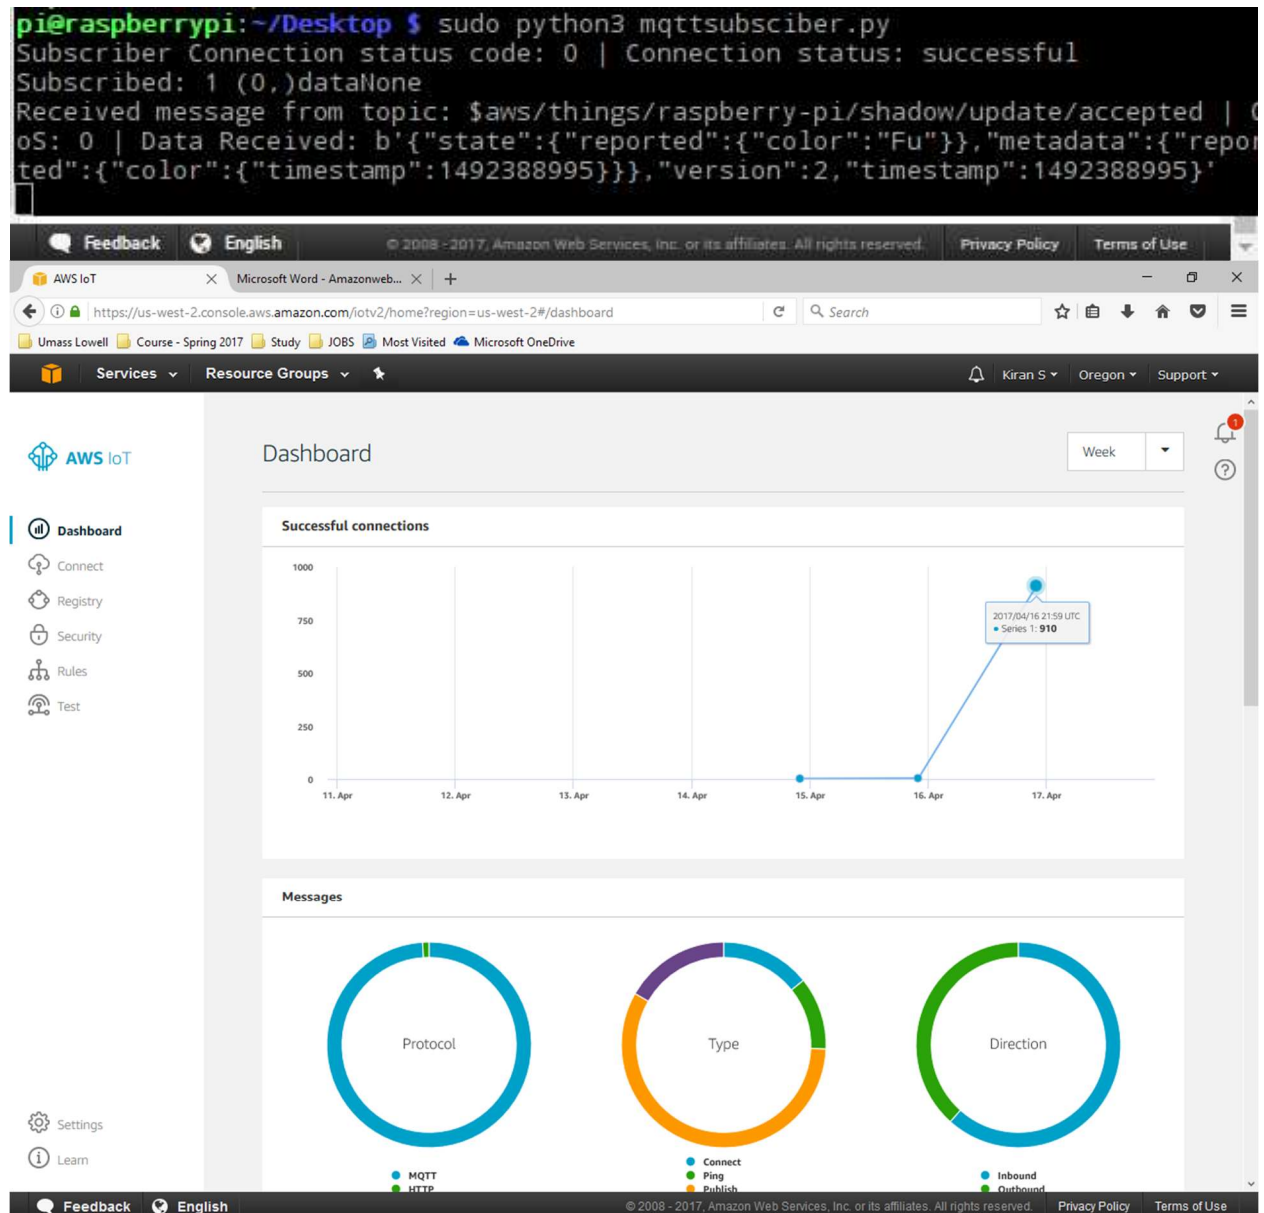 pi@raspberrypi:~/Desktop $ sudo python3 mqttsubsciber.py
Subscriber Connection status code: 0 | Connection status: successful
Subscribed: 1 (0,)dataNone
Received message from topic: $aws/things/raspberry-pi/shadow/update/accepted |
oS: 0 | Data Received: b'{"state":{"reported":{"color":"Fu"}},"metadata":{"repor
ted":{"color":{"timestamp":1492388995}}},"version":2,"timestamp":1492388995}'
Feedback English © 2008 - 2017, Amazon Web Services, Inc. or its affiliates. All rights reserved. Privacy Policy Terms of Use
AWS IoT Microsoft Word - Amazonweb...
https://us-west-2.console.aws.amazon.com/iotv2/home?region=us-west-2#/dashboard Search
Umass Lowell Course - Spring 2017 Study JOBS Most Visited Microsoft OneDrive
Services Resource Groups Kiran S Oregon Support
1
AWS IoT
Dashboard
Week
Dashboard
Connect
Registry
Security
Rules
Test
Settings
Learn
Successful connections
1000
750
500
250
0
2017/04/16 21:59 UTC
Series 1: 910
11. Apr 12. Apr 13. Apr 14. Apr 15. Apr 16. Apr 17. Apr
Messages
Protocol Type Direction
MQTT
HTTP
Connect
Ping
Publish
Inbound
Outbound
Feedback English © 2008 - 2017, Amazon Web Services, Inc. or its affiliates. All rights reserved. Privacy Policy Terms of Use